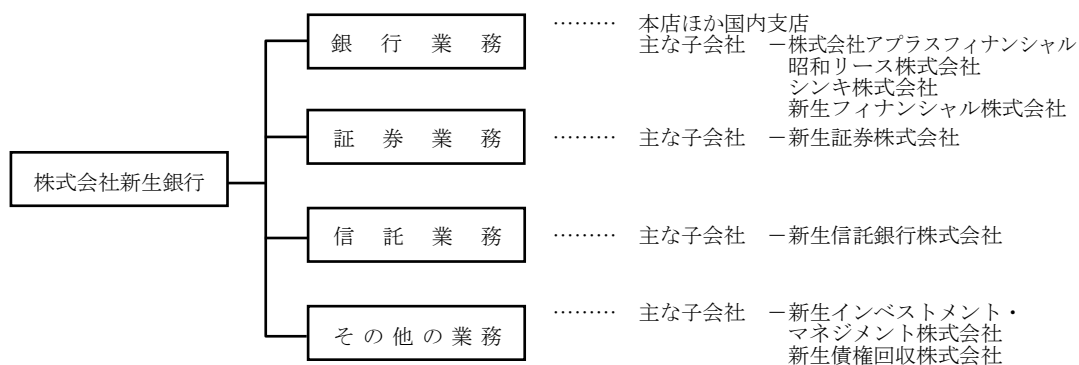 銀行業務 ……… 本店ほか国内支店
主な子会社 －株式会社アプラスフィナンシャル
昭和リース株式会社
シンキ株式会社
新生フィナンシャル株式会社
証券業務 ……… 主な子会社 －新生証券株式会社
株式会社新生銀行
信託業務 ……… 主な子会社 －新生信託銀行株式会社
その他の業務 ……… 主な子会社 －新生インベストメント・
マネジメント株式会社
新生債権回収株式会社